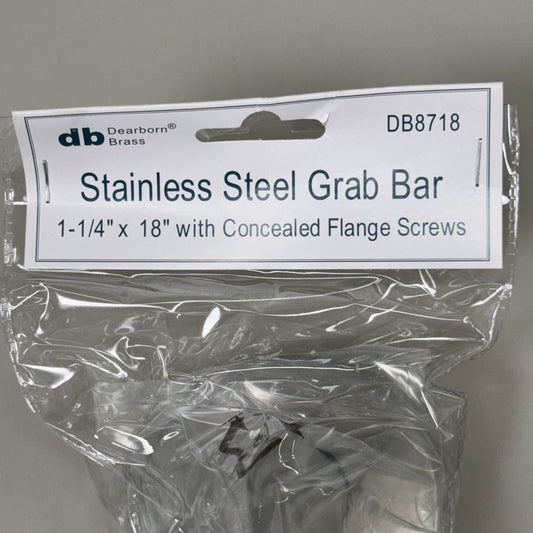 db Dearborn®
Brass
DB8718
Stainless Steel Grab Bar
1-1/4" x 18" with Concealed Flange Screws